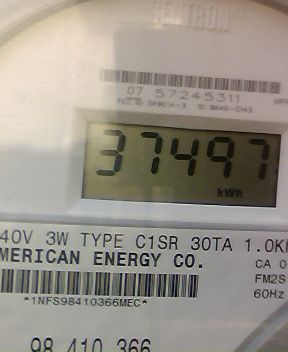 CENTRON®
07 57245311
37497
kWh
40V 3W TYPE C1SR 30TA 1.0K
MERICAN ENERGY CO.
CA 0
FM2S
60Hz
*1NFS98410366MEC*
98 410 366